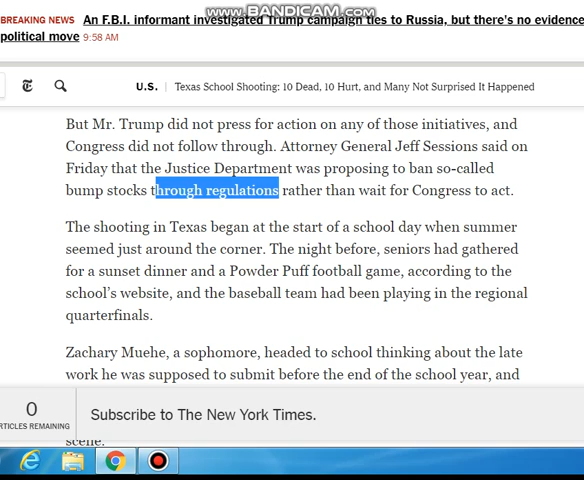 WWW.BANDICAM.COM
BREAKING NEWS An F.B.I. informant investigated Trump campaign ties to Russia, but there's no evidence
political move 9:58 AM
U.S. | Texas School Shooting: 10 Dead, 10 Hurt, and Many Not Surprised It Happened
But Mr. Trump did not press for action on any of those initiatives, and
Congress did not follow through. Attorney General Jeff Sessions said on
Friday that the Justice Department was proposing to ban so-called
bump stocks through regulations rather than wait for Congress to act.
The shooting in Texas began at the start of a school day when summer
seemed just around the corner. The night before, seniors had gathered
for a sunset dinner and a Powder Puff football game, according to the
school's website, and the baseball team had been playing in the regional
quarterfinals.
Zachary Muehe, a sophomore, headed to school thinking about the late
work he was supposed to submit before the end of the school year, and
0
RTICLES REMAINING
Subscribe to The New York Times.
scene.